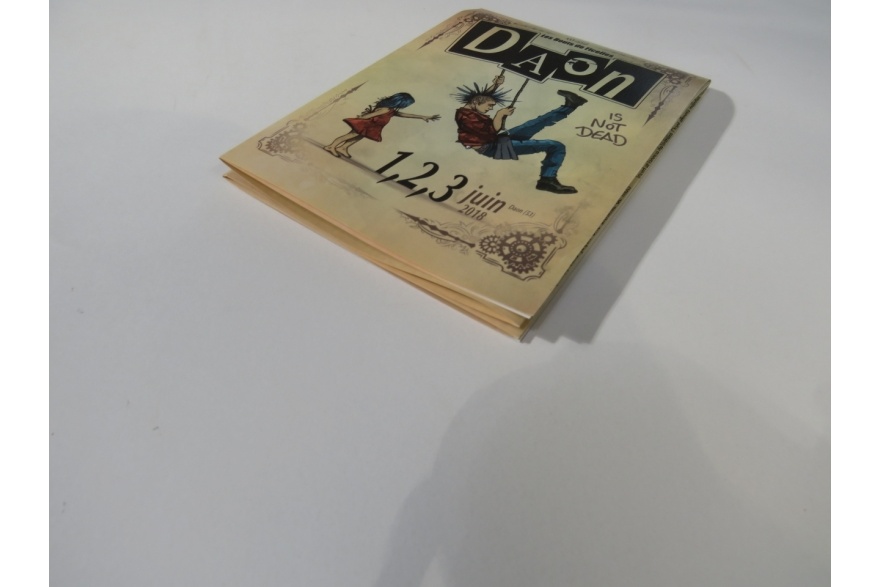 Daon
IS
NOT
DEAD
1,2,3 juin
2018